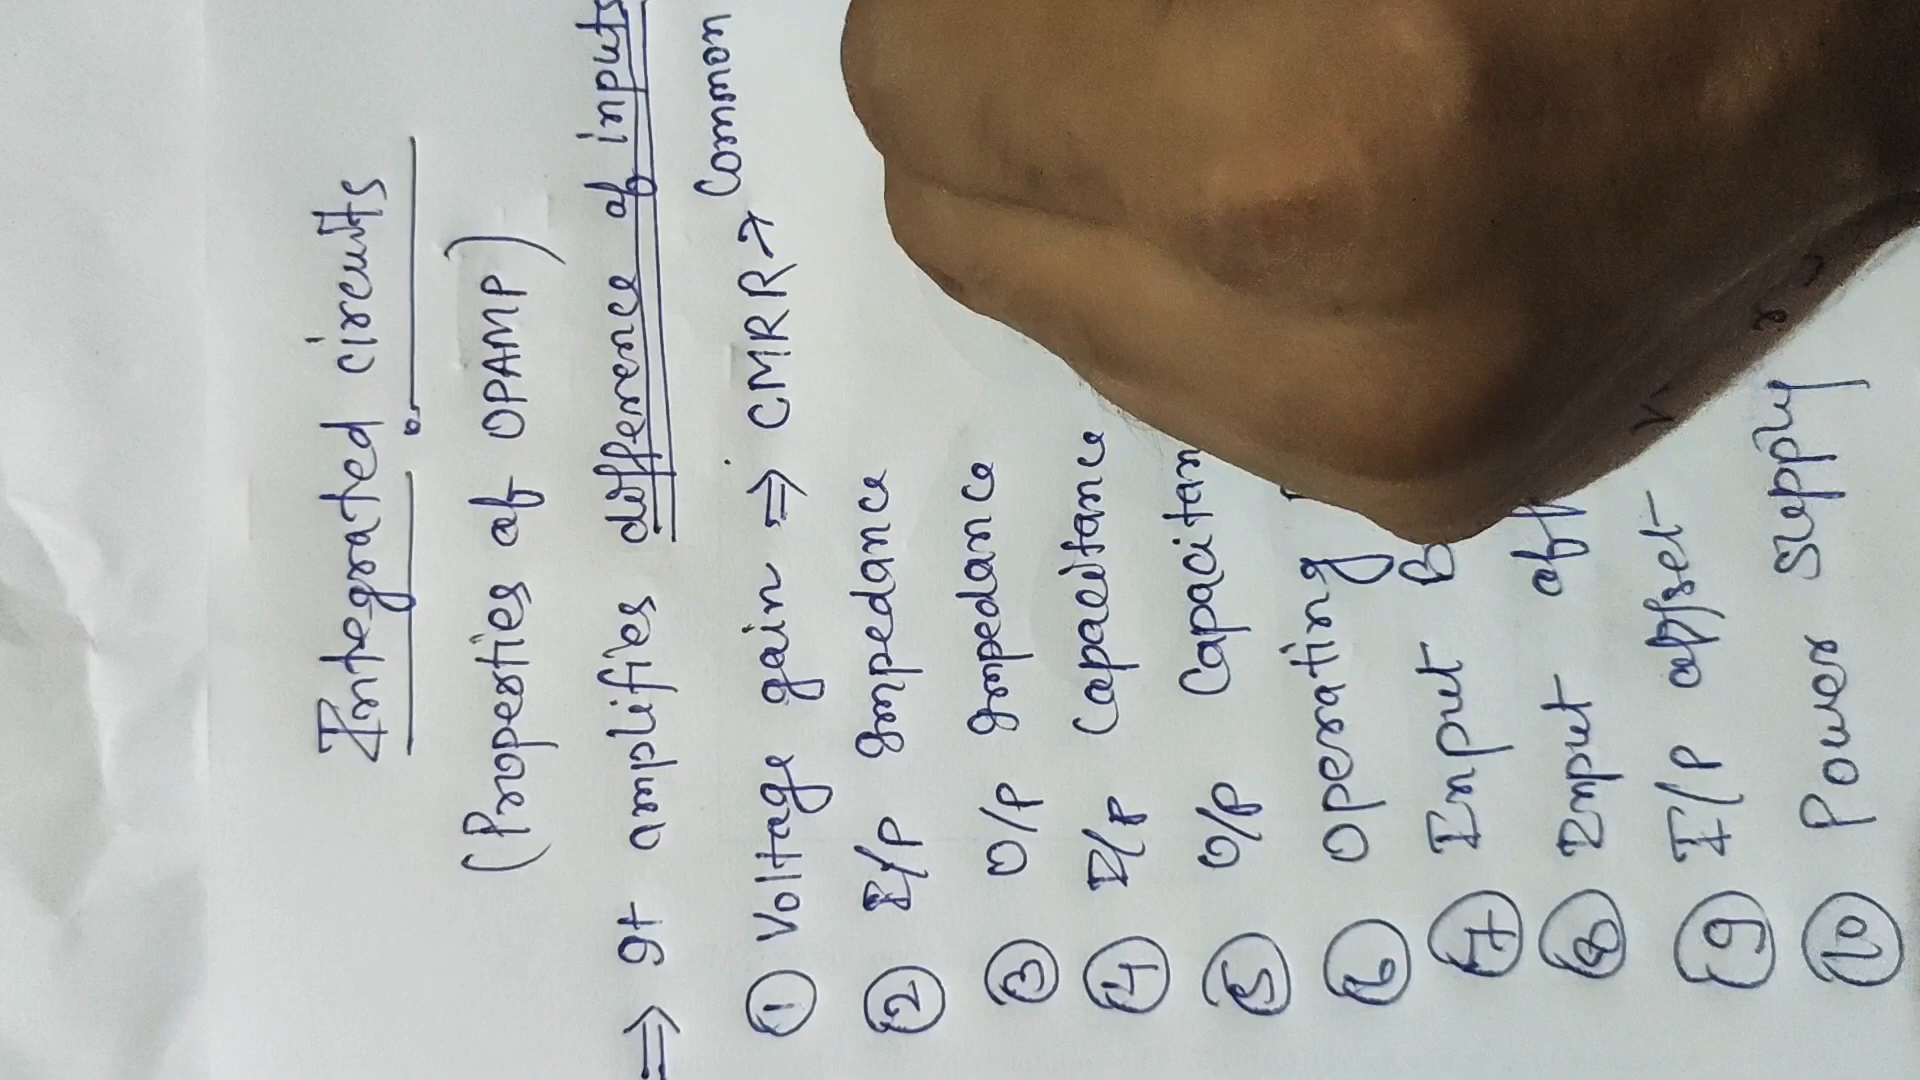 Integrated circuits
(Properties of OPAMP)
⇒ It amplifies difference of inputs
① Voltage gain ⇒ CMRR → Common
② I/p Impedance
③ O/p Impedance
④ I/p Capacitance
⑤ O/p Capacitan
⑥ Operating
⑦ Input B
⑧ Input off
⑨ I/p offset
⑩ Power Supply